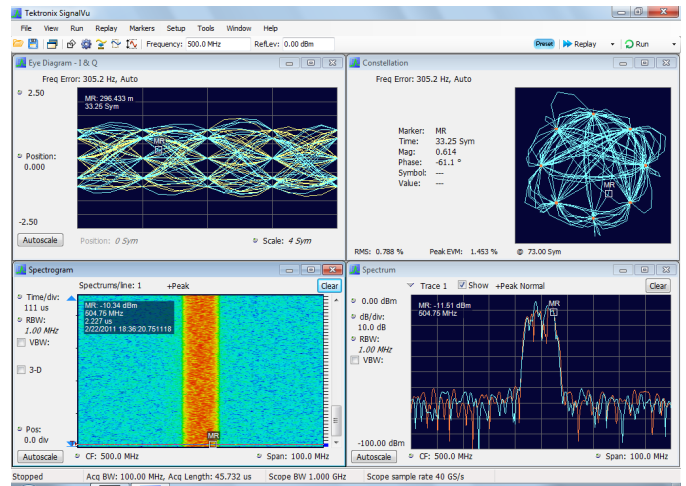 Tektronix SignalVu
File View Run Replay Markers Setup Tools Window Help
Frequency: 500.0 MHz RefLev: 0.00 dBm Preset Replay Run
Eye Diagram - I & Q
Freq Error: 305.2 Hz, Auto
2.50
MR: 296.433 m
33.25 Sym
MR
Position:
0.000
-2.50
Autoscale Position: 0 Sym Scale: 4 Sym
Constellation
Freq Error: 305.2 Hz, Auto
Marker: MR
Time: 33.25 Sym
Mag: 0.614
Phase: -61.1 °
Symbol: ---
Value: ---
MR
RMS: 0.788 % Peak EVM: 1.453 % @ 73.00 Sym
Spectrogram
Spectrums/line: 1 +Peak Clear
Time/div:
111 us
RBW:
1.00 MHz
VBW:
3-D
Pos:
0.0 div
MR: -10.34 dBm
504.75 MHz
2.227 us
2/22/2011 18:36:20.751118
MR
Autoscale CF: 500.0 MHz Span: 100.0 MHz
Spectrum
Trace 1 Show +Peak Normal Clear
0.00 dBm
dB/div:
10.0 dB
RBW:
1.00 MHz
VBW:
MR: -11.51 dBm
504.75 MHz
MR
-100.00 dBm
Autoscale CF: 500.0 MHz Span: 100.0 MHz
Stopped Acq BW: 100.00 MHz, Acq Length: 45.732 us Scope BW 1.000 GHz Scope sample rate 40 GS/s